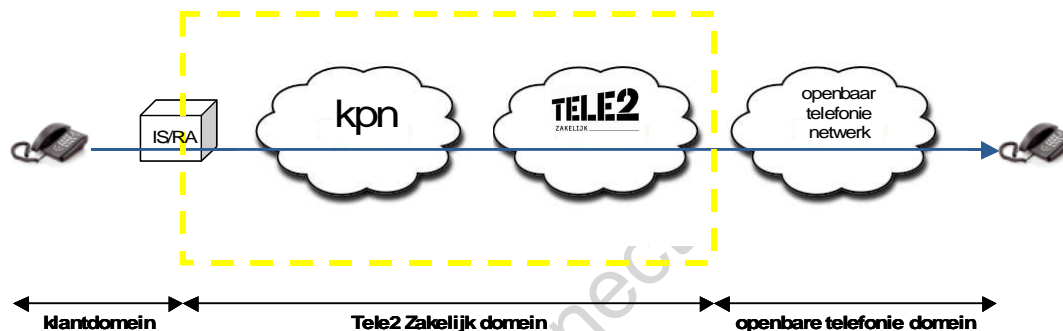 IS/RA
kpn
TELE2
ZAKELIJK
openbaar
telefonie
netwerk
klantdomein
Tele2 Zakelijk domein
openbare telefonie domein